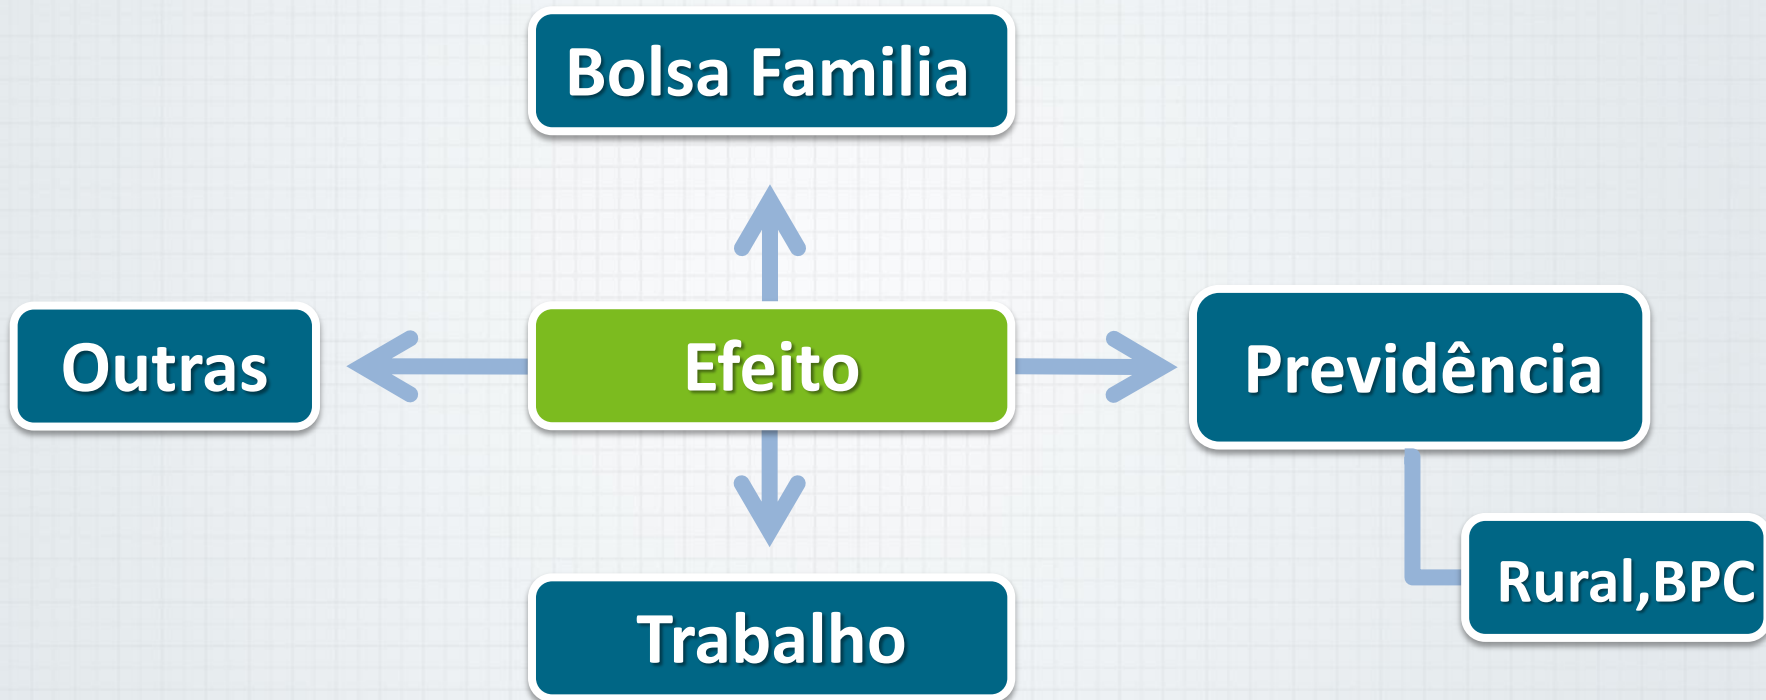 Bolsa Familia
Outras
Efeito
Previdência
Rural,BPC
Trabalho